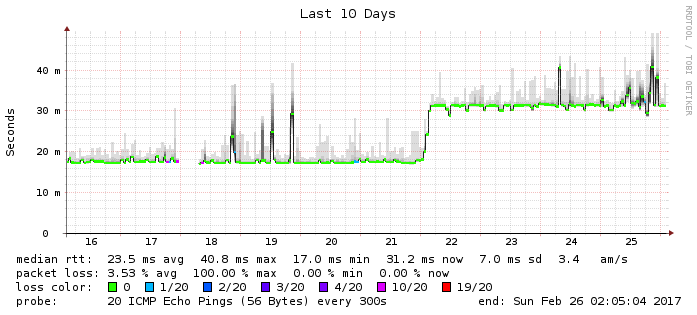 Last 10 Days
RRDTOOL / TOBI OETIKER
Seconds
40 m
30 m
20 m
10 m
0
16 17 18 19 20 21 22 23 24 25
median rtt: 23.5 ms avg 40.8 ms max 17.0 ms min 31.2 ms now 7.0 ms sd 3.4 am/s
packet loss: 3.53 % avg 100.00 % max 0.00 % min 0.00 % now
loss color: 0 1/20 2/20 3/20 4/20 10/20 19/20
probe: 20 ICMP Echo Pings (56 Bytes) every 300s end: Sun Feb 26 02:05:04 2017